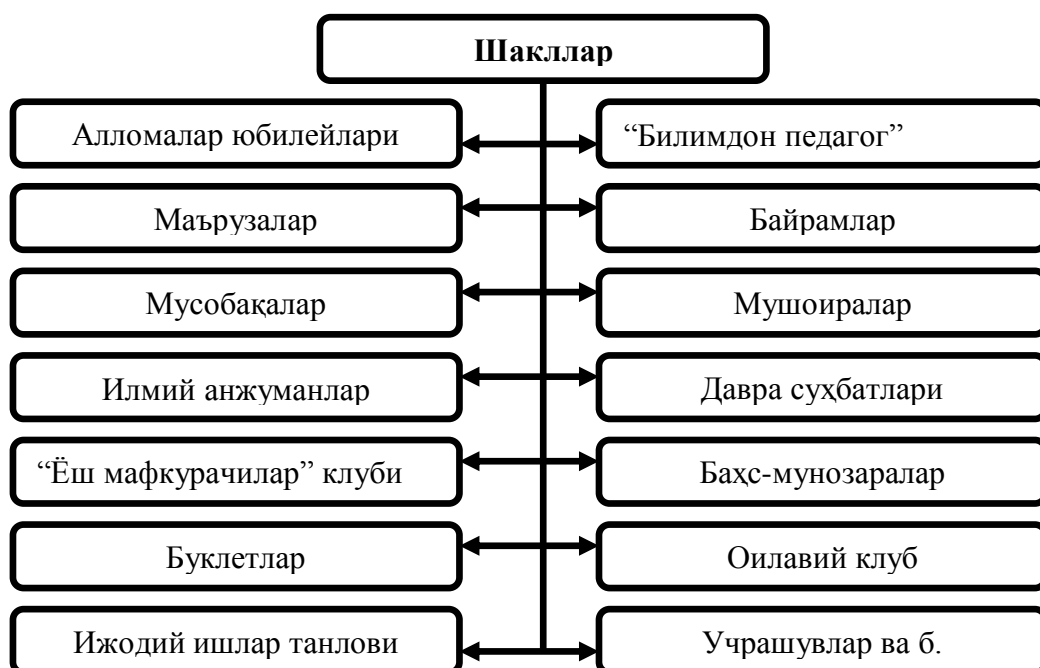 Шакллар
Алломалар юбилейлари
“Билимдон педагог”
Маърузалар
Байрамлар
Мусобақалар
Мушоиралар
Илмий анжуманлар
Давра суҳбатлари
“Ёш мафкурачилар” клуби
Баҳс-мунозаралар
Буклетлар
Оилавий клуб
Ижодий ишлар танлови
Учрашувлар ва б.